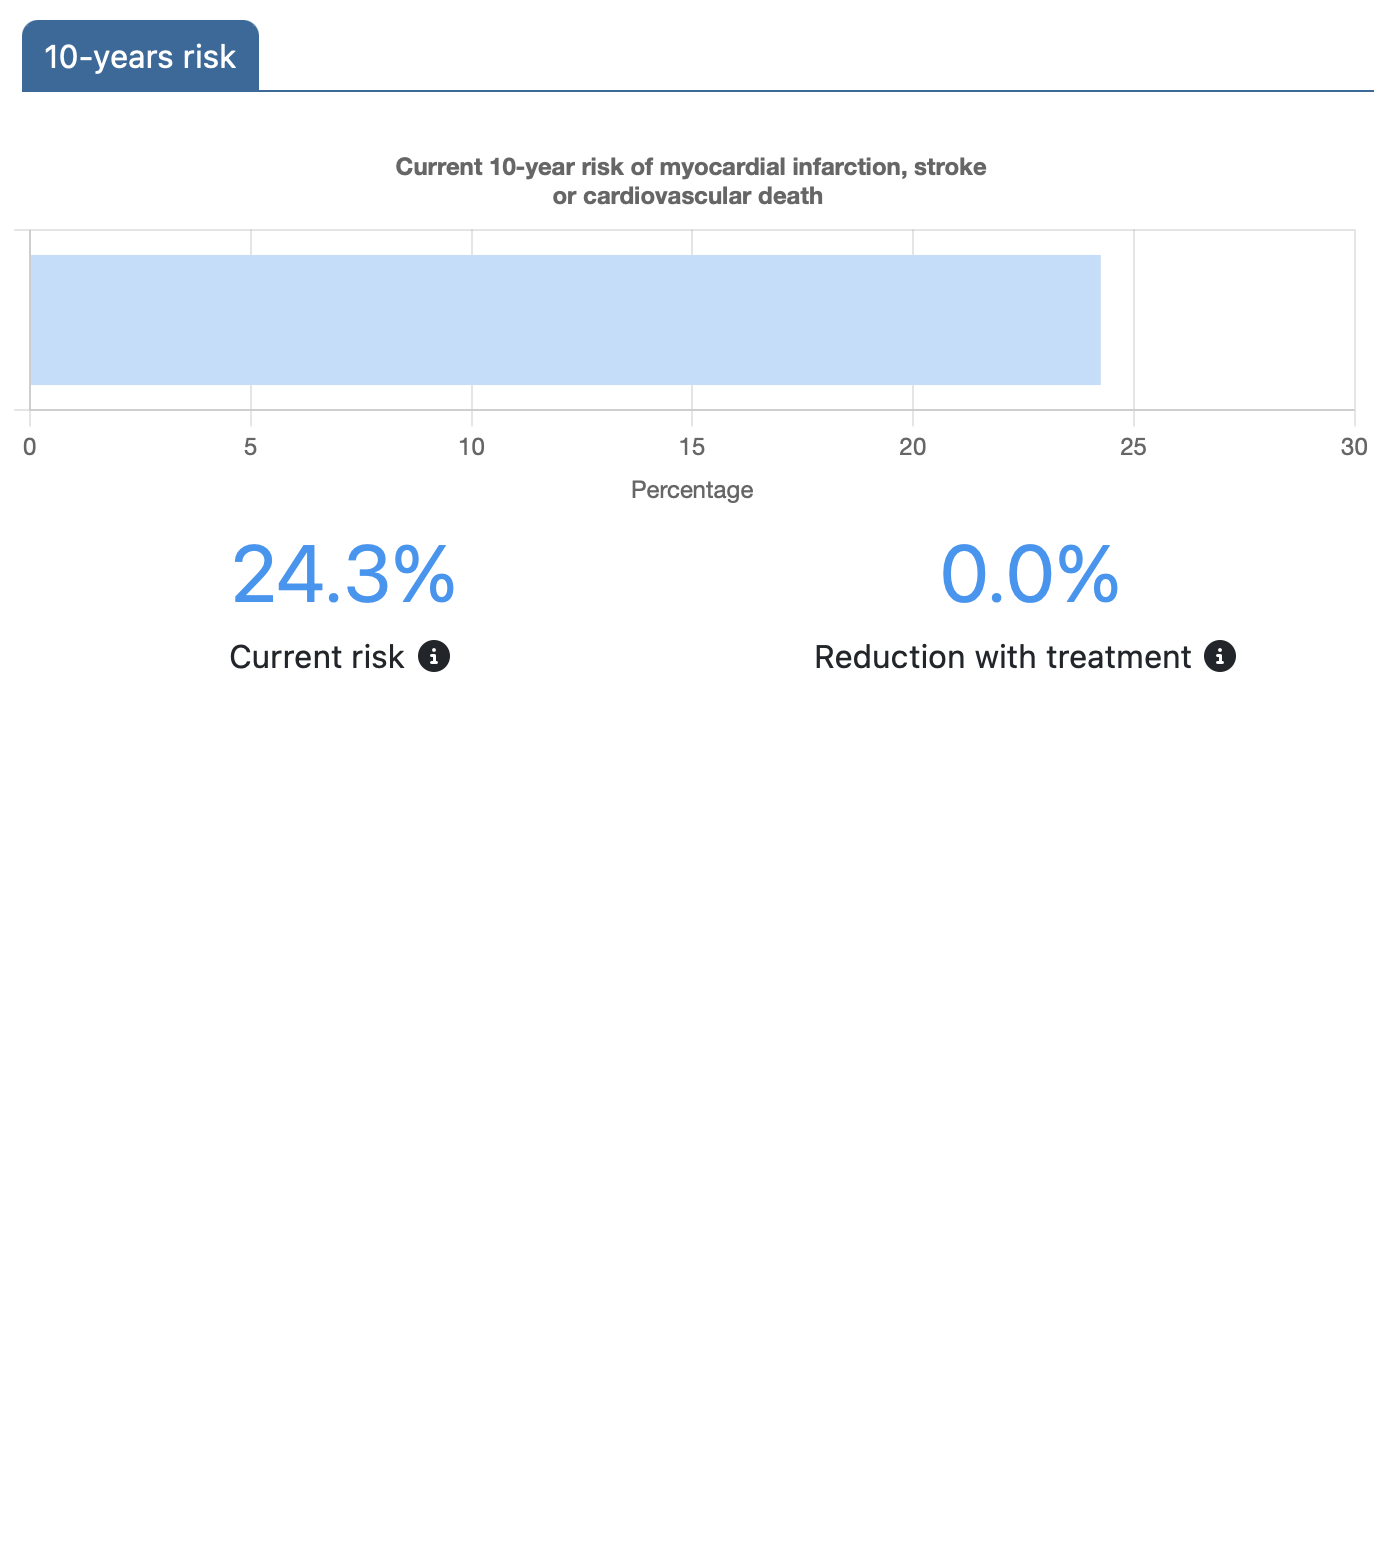 10-years risk
Current 10-year risk of myocardial infarction, stroke
or cardiovascular death
0 5 10 15 20 25 30
Percentage
24.3% 0.0%
Current risk Reduction with treatment